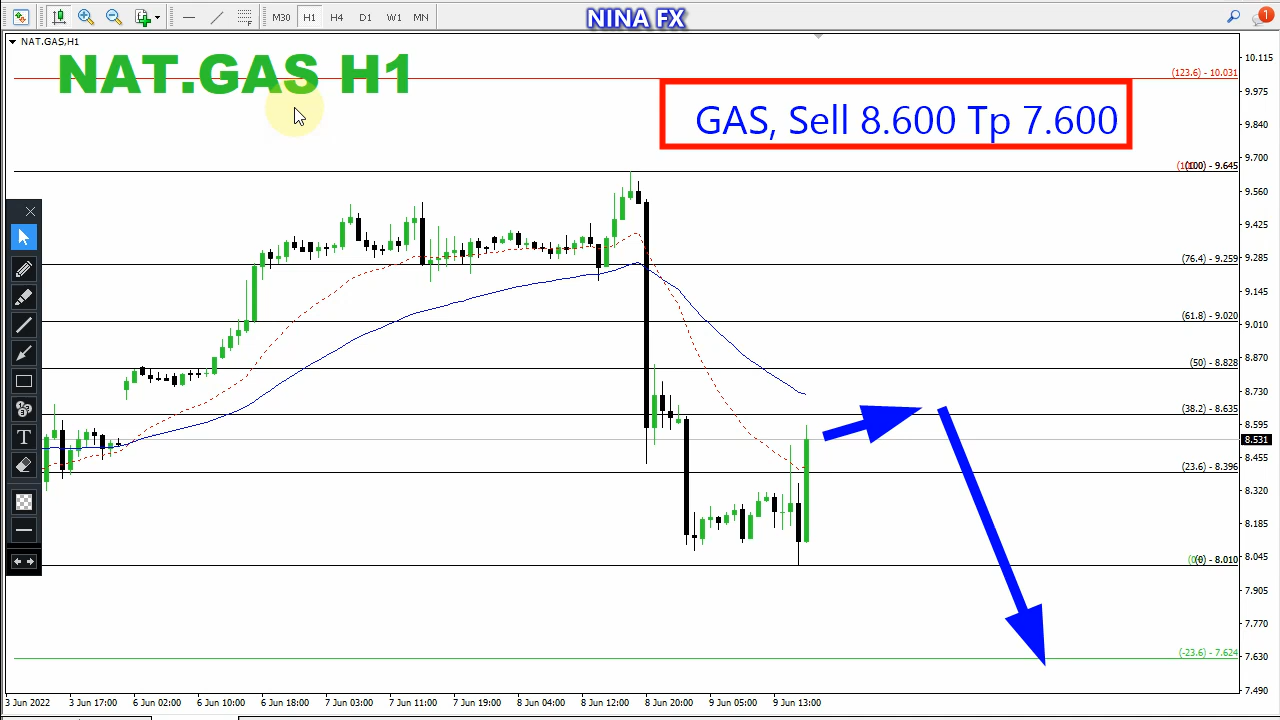 M30 H1 H4 D1 W1 MN
NINA FX
1
NAT.GAS,H1
NAT.GAS H1
GAS, Sell 8.600 Tp 7.600
(123.6) - 10.031
(100) - 9.645
(76.4) - 9.259
(61.8) - 9.020
(50) - 8.828
(38.2) - 8.635
(23.6) - 8.396
(0) - 8.010
(-23.6) - 7.624
10.115
9.975
9.840
9.700
9.560
9.425
9.285
9.145
9.010
8.870
8.730
8.595
8.531
8.455
8.320
8.185
8.045
7.905
7.770
7.630
7.490
T
3 Jun 2022
3 Jun 17:00
6 Jun 02:00
6 Jun 10:00
6 Jun 18:00
7 Jun 03:00
7 Jun 11:00
7 Jun 19:00
8 Jun 04:00
8 Jun 12:00
8 Jun 20:00
9 Jun 05:00
9 Jun 13:00